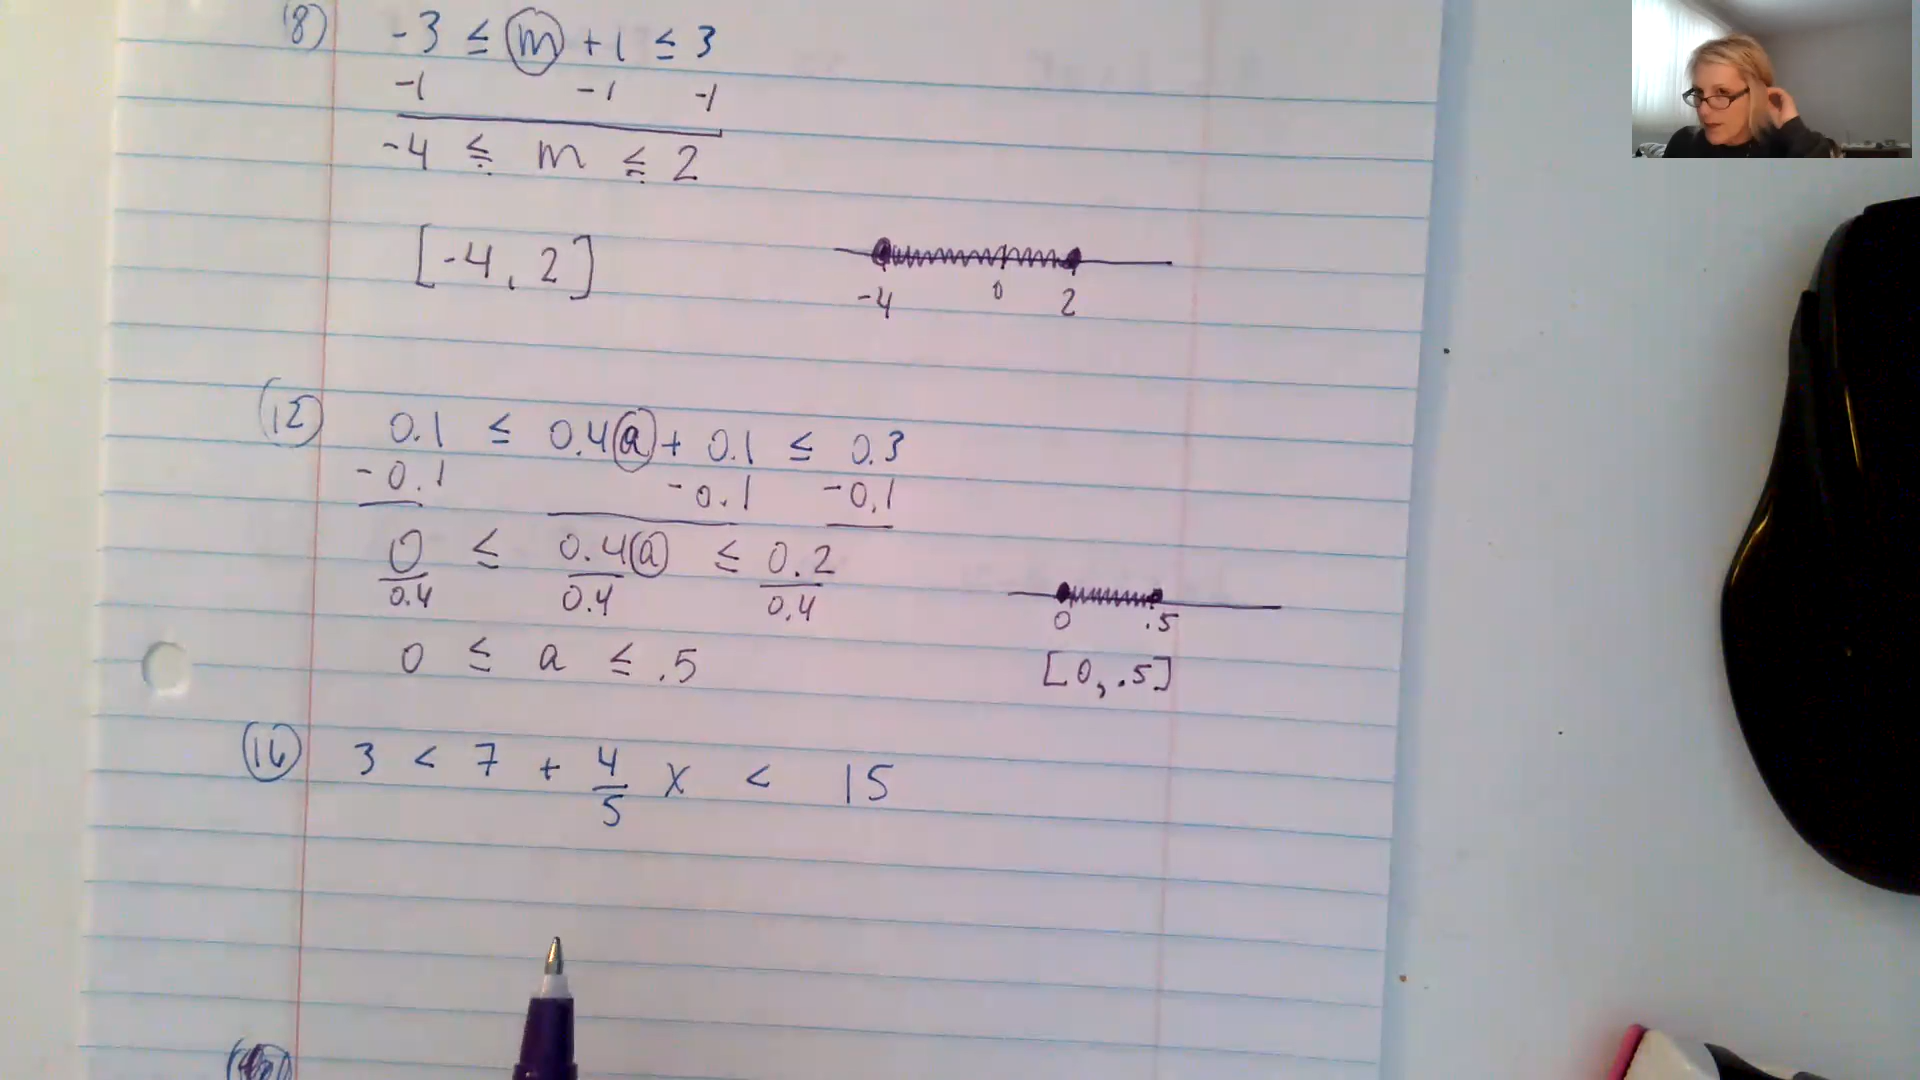 (8) -3 ≤ m + 1 ≤ 3
-1 -1 -1
-4 ≤ m ≤ 2
[-4, 2]
-4 0 2
(12) 0.1 ≤ 0.4a + 0.1 ≤ 0.3
-0.1 -0.1 -0.1
0 ≤ 0.4a ≤ 0.2
0.4 0.4 0.4
0 .5
0 ≤ a ≤ .5
[0, .5]
(16) 3 < 7 + 4/5 x < 15